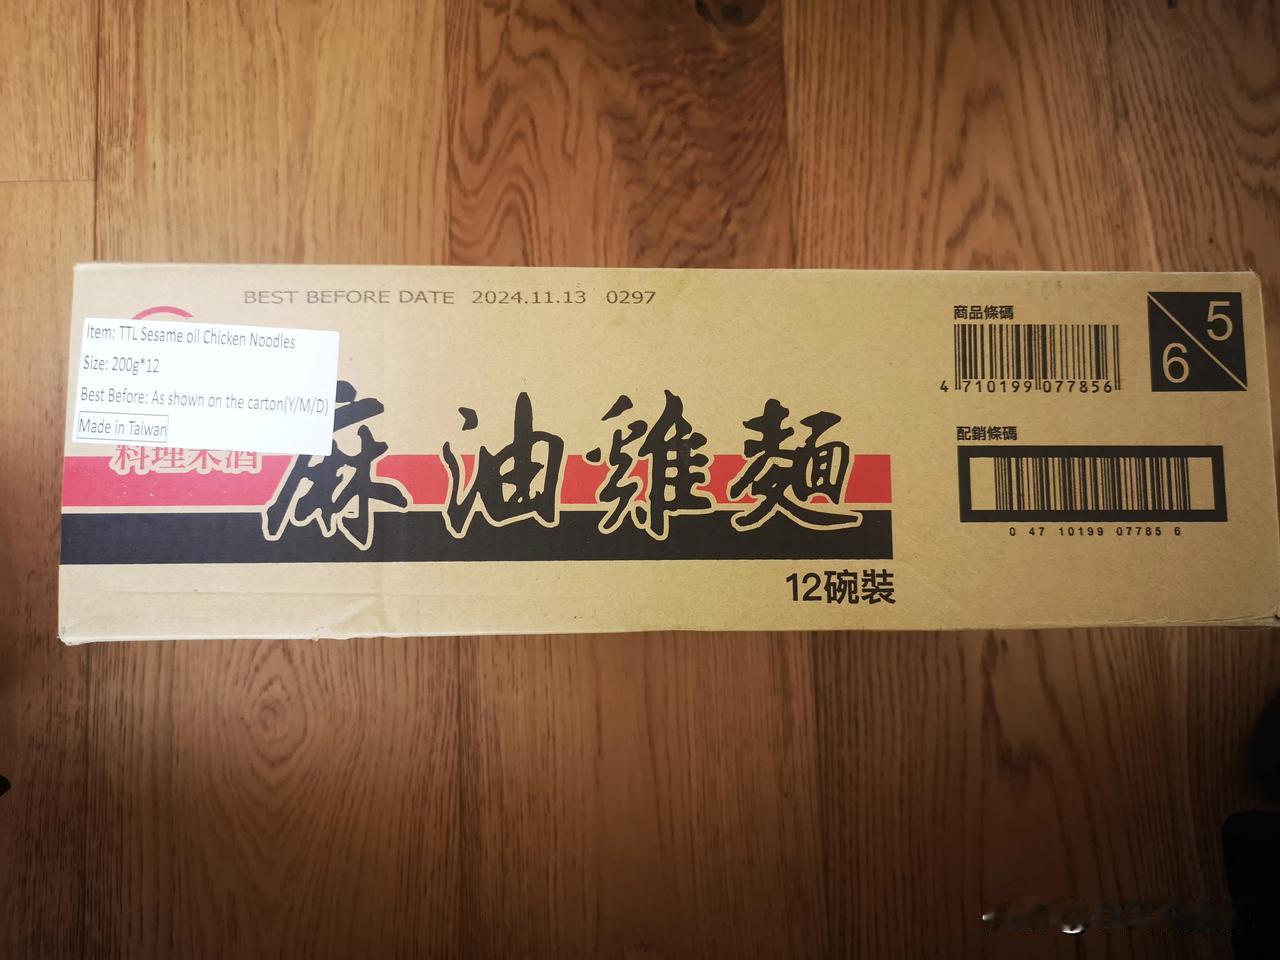 BEST BEFORE DATE 2024.11.13 0297
Item: TTL Sesame oil Chicken Noodles
Size: 200g*12
Best Before: As shown on the carton(Y/M/D)
Made in Taiwan
料理米酒
麻油雞麵
12碗裝
商品條碼
4 710199 077856
配銷條碼
0 47 10199 07785 6
5
6